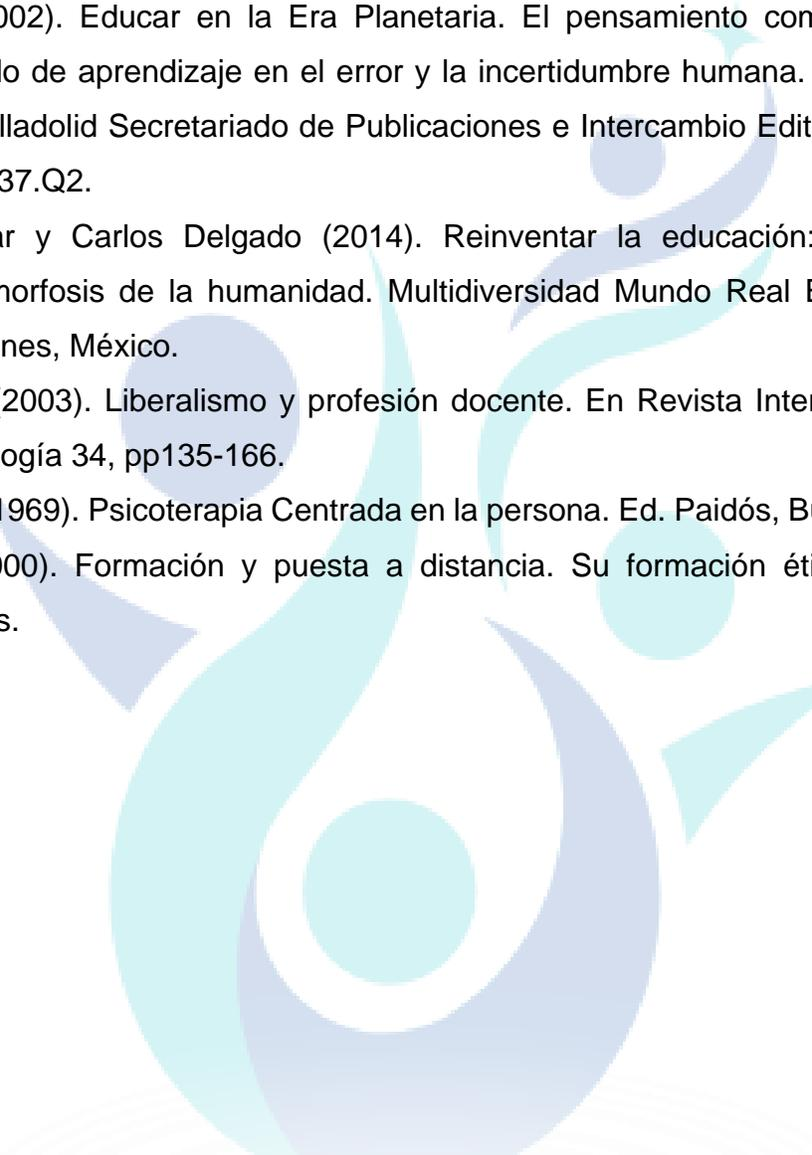 002). Educar en la Era Planetaria. El pensamiento com
lo de aprendizaje en el error y la incertidumbre humana.
lladolid Secretariado de Publicaciones e Intercambio Edit
37.Q2.
ar y Carlos Delgado (2014). Reinventar la educación:
morfosis de la humanidad. Multidiversidad Mundo Real E
nes, México.
(2003). Liberalismo y profesión docente. En Revista Inter
ogía 34, pp135-166.
1969). Psicoterapia Centrada en la persona. Ed. Paidós, Bu
00). Formación y puesta a distancia. Su formación éti
s.